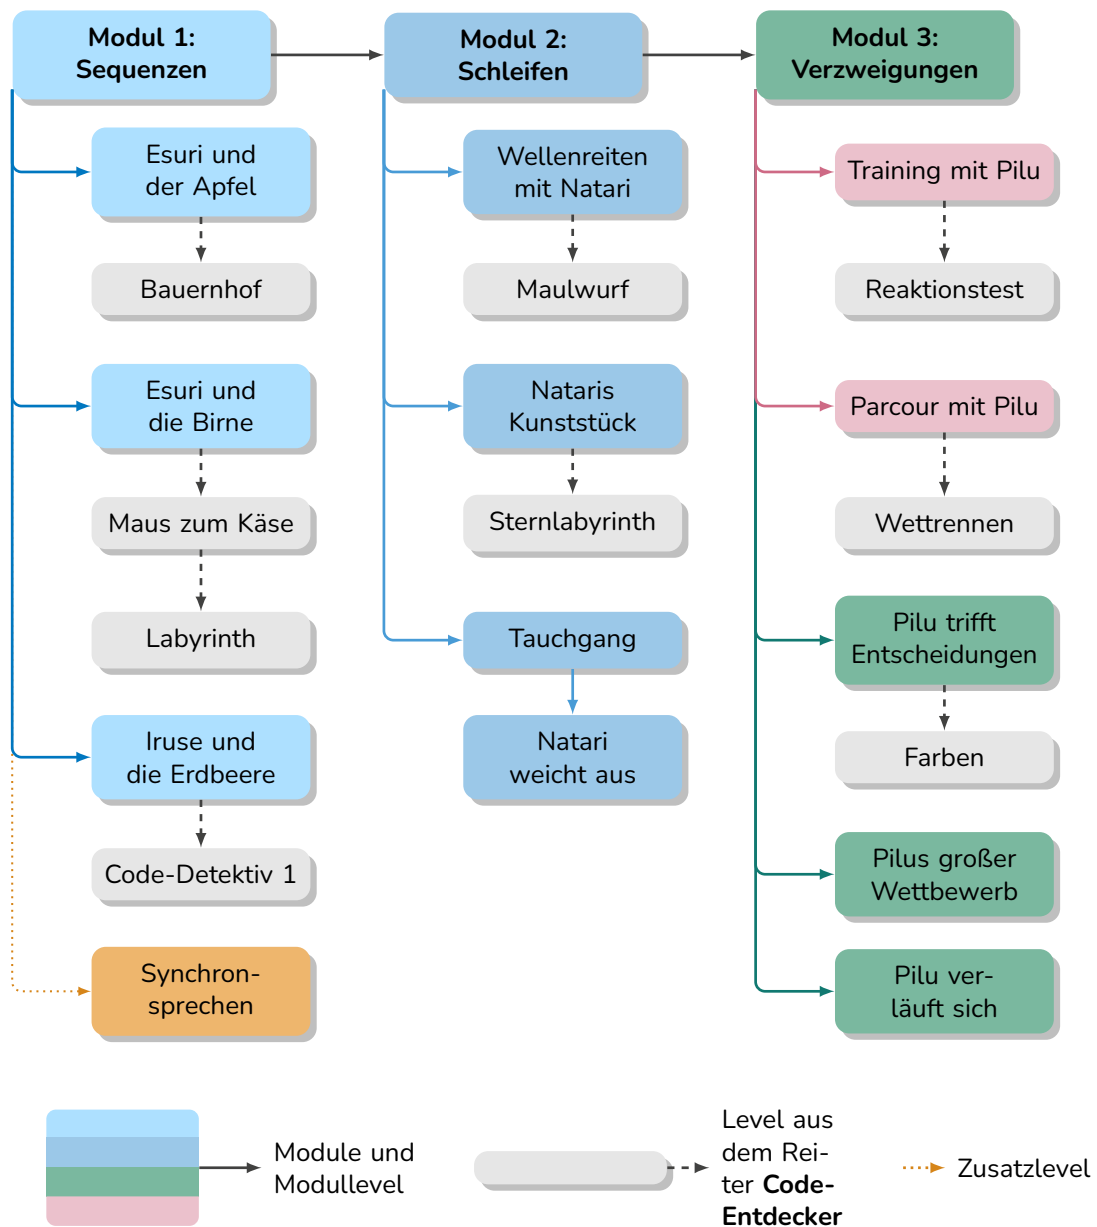 Modul 1:
Sequenzen
Modul 2:
Schleifen
Modul 3:
Verzweigungen
Esuri und
der Apfel
Bauernhof
Esuri und
die Birne
Maus zum Käse
Labyrinth
Iruse und
die Erdbeere
Code-Detektiv 1
Synchron-
sprechen
Wellenreiten
mit Natari
Maulwurf
Nataris
Kunststück
Sternlabyrinth
Tauchgang
Natari
weicht aus
Training mit Pilu
Reaktionstest
Parcour mit Pilu
Wettrennen
Pilu trifft
Entscheidungen
Farben
Pilus großer
Wettbewerb
Pilu ver-
läuft sich
Module und
Modullevel
Level aus
dem Rei-
ter Code-
Entdecker
Zusatzlevel